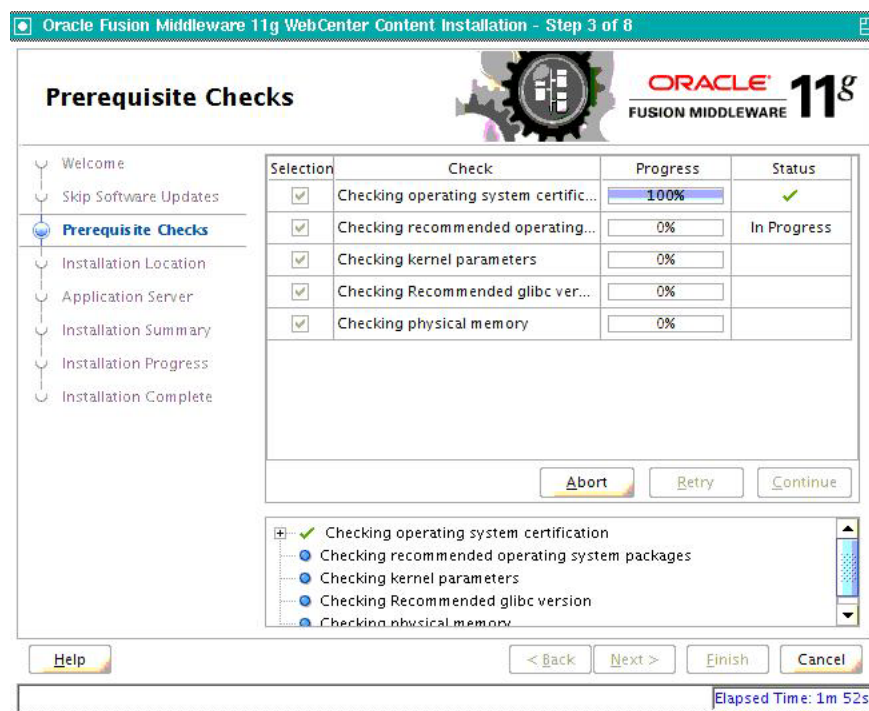 Oracle Fusion Middleware 11g WebCenter Content Installation - Step 3 of 8
Prerequisite Checks
ORACLE
FUSION MIDDLEWARE
11g
Welcome
Skip Software Updates
Prerequisite Checks
Installation Location
Application Server
Installation Summary
Installation Progress
Installation Complete
Selection Check Progress Status
Checking operating system certific... 100%
Checking recommended operating... 0% In Progress
Checking kernel parameters 0%
Checking Recommended glibc ver... 0%
Checking physical memory 0%
Abort Retry Continue
Checking operating system certification
Checking recommended operating system packages
Checking kernel parameters
Checking Recommended glibc version
Checking physical memory
Help < Back Next > Finish Cancel
Elapsed Time: 1m 52s